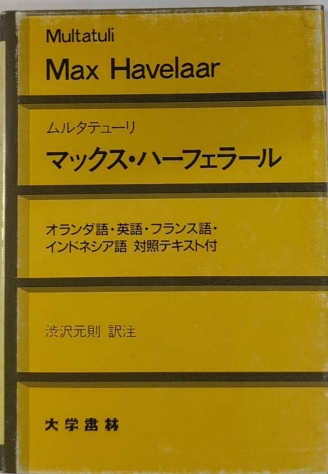 Multatuli
Max Havelaar
ムルタテューリ
マックス・ハーフェラール
オランダ語・英語・フランス語・
インドネシア語 対照テキスト付
渋沢元則 訳注
大学書林